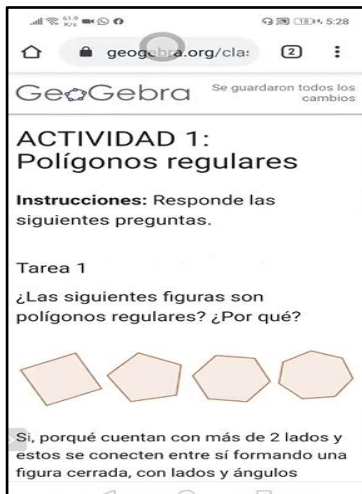 61.9 K/s
5:28
geogebra.org/cla:
2
GeoGebra
Se guardaron todos los
cambios
ACTIVIDAD 1:
Polígonos regulares
Instrucciones: Responde las
siguientes preguntas.
Tarea 1
¿Las siguientes figuras son
polígonos regulares? ¿Por qué?
Si, porqué cuentan con más de 2 lados y
estos se conecten entre sí formando una
figura cerrada, con lados y ángulos